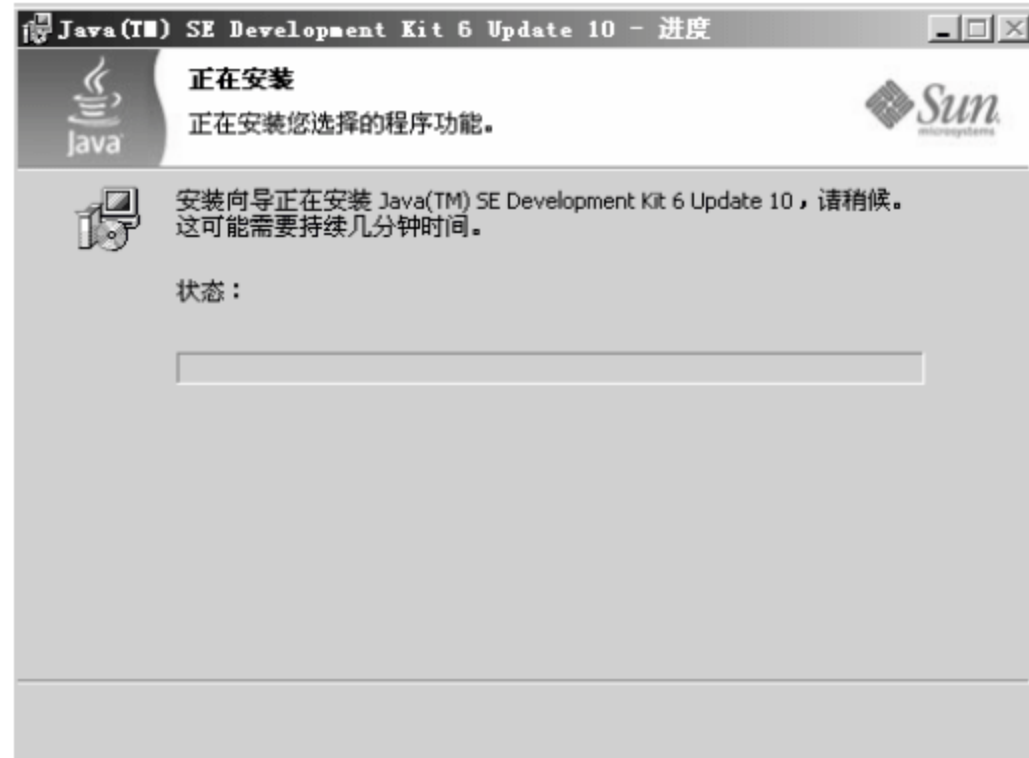 Java(TM) SE Development Kit 6 Update 10 - 进度
正在安装
正在安装您选择的程序功能。
Java
Sun
microsystems
安装向导正在安装 Java(TM) SE Development Kit 6 Update 10，请稍候。
这可能需要持续几分钟时间。
状态：